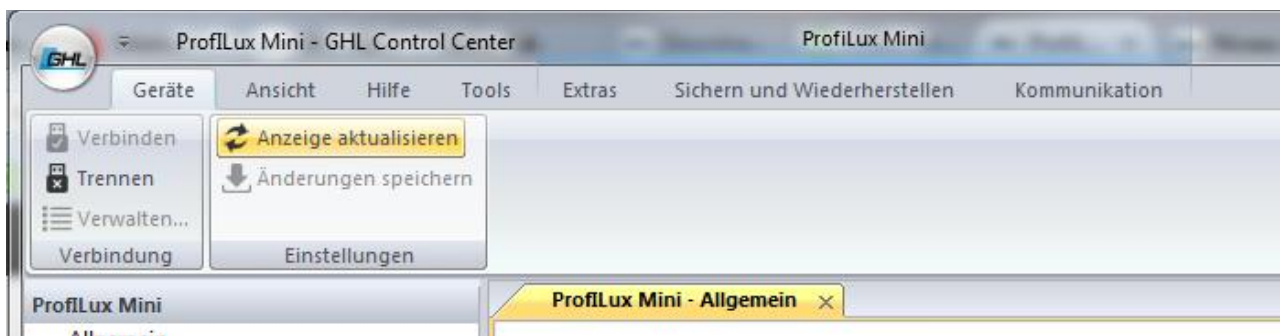 GHL
ProfILux Mini - GHL Control Center
ProfiLux Mini
Geräte Ansicht Hilfe Tools Extras Sichern und Wiederherstellen Kommunikation
Verbinden
Anzeige aktualisieren
Trennen
Änderungen speichern
Verwalten...
Verbindung
Einstellungen
ProfILux Mini
ProfILux Mini - Allgemein